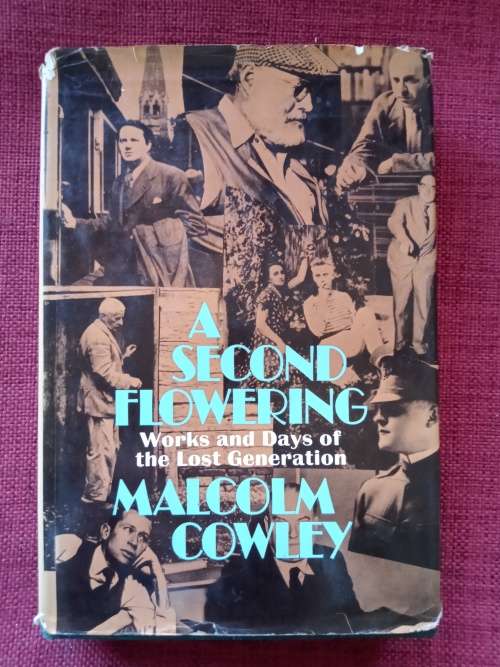 A
SECOND
FLOWERING
Works and Days of
the Lost Generation
MALCOLM
COWLEY